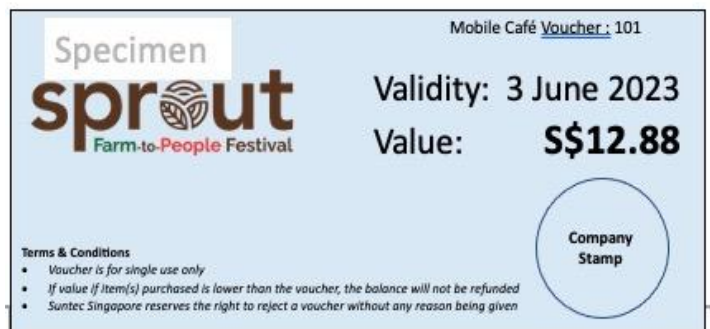 Mobile Café Voucher : 101
Specimen
sprout
Farm-to-People Festival
Validity: 3 June 2023
Value: S$12.88
Company
Stamp
Terms & Conditions
• Voucher is for single use only
• If value if item(s) purchased is lower than the voucher, the balance will not be refunded
• Suntec Singapore reserves the right to reject a voucher without any reason being given